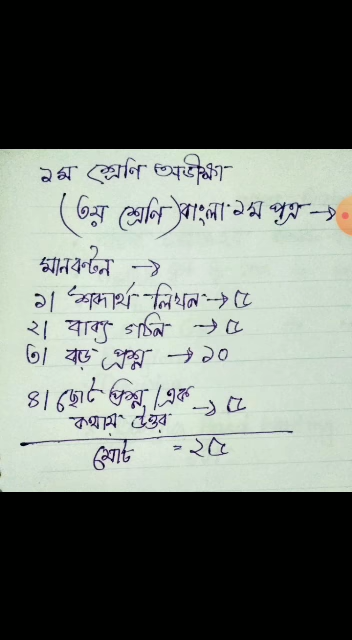 ১ম শ্রেণি অভীক্ষা
(৩য় শ্রেণি) বাংলা ১ম পত্র →
মানবণ্টন →
১| শব্দার্থ লিখন → ৫
২| বাক্য গঠন → ৫
৩| বড় প্রশ্ন → ১০
৪| ছোট প্রশ্ন / এক
কথায় উত্তর → ৫
মোট = ২৫